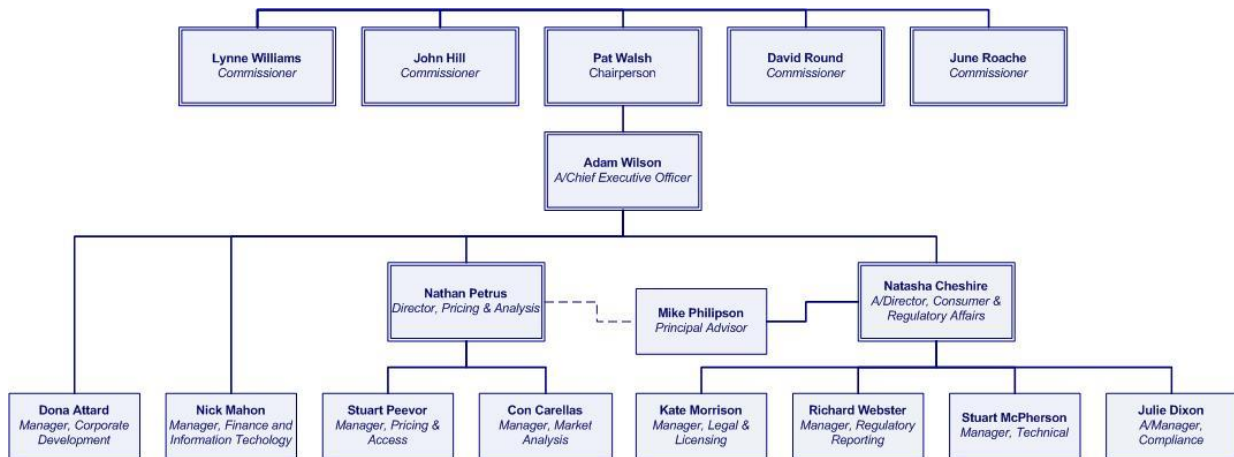 Lynne Williams
Commissioner
John Hill
Commissioner
Pat Walsh
Chairperson
David Round
Commissioner
June Roache
Commissioner
Adam Wilson
A/Chief Executive Officer
Nathan Petrus
Director, Pricing & Analysis
Mike Philipson
Principal Advisor
Natasha Cheshire
A/Director, Consumer &
Regulatory Affairs
Dona Attard
Manager, Corporate
Development
Nick Mahon
Manager, Finance and
Information Techology
Stuart Peevor
Manager, Pricing &
Access
Con Carellas
Manager, Market
Analysis
Kate Morrison
Manager, Legal &
Licensing
Richard Webster
Manager, Regulatory
Reporting
Stuart McPherson
Manager, Technical
Julie Dixon
A/Manager,
Compliance